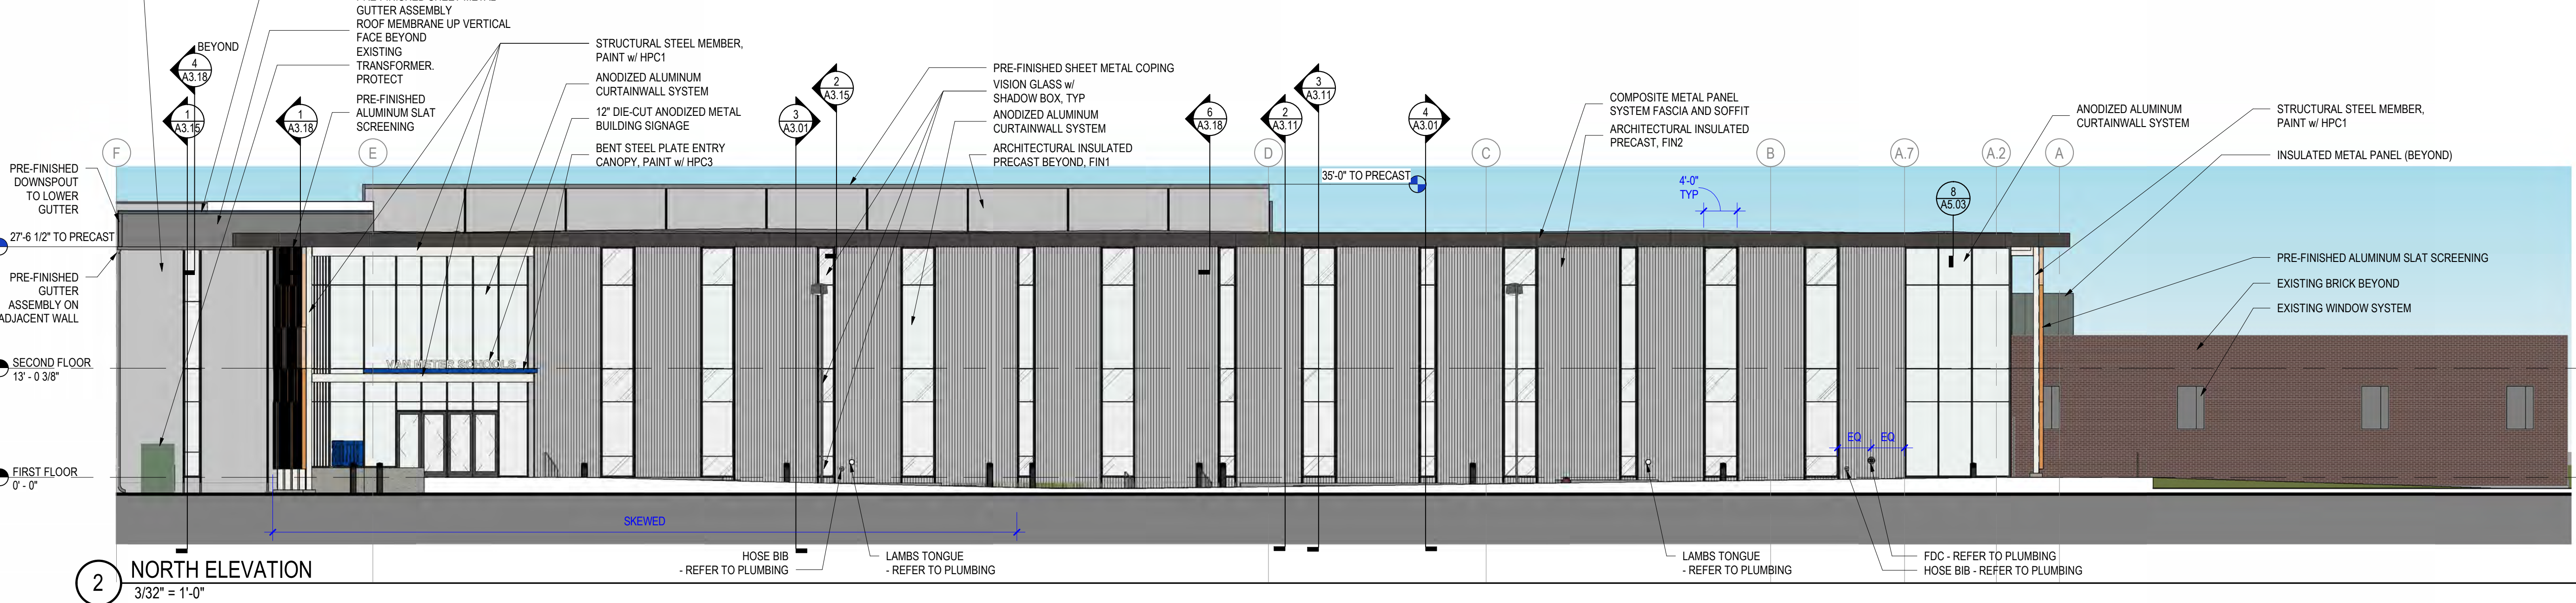 GUTTER ASSEMBLY
ROOF MEMBRANE UP VERTICAL
FACE BEYOND
EXISTING
TRANSFORMER.
PROTECT
PRE-FINISHED
ALUMINUM SLAT
SCREENING
BEYOND
4
A3.18
1
A3.15
1
A3.18
STRUCTURAL STEEL MEMBER,
PAINT w/ HPC1
ANODIZED ALUMINUM
CURTAINWALL SYSTEM
12" DIE-CUT ANODIZED METAL
BUILDING SIGNAGE
BENT STEEL PLATE ENTRY
CANOPY, PAINT w/ HPC3
2
A3.15
3
A3.01
PRE-FINISHED SHEET METAL COPING
VISION GLASS w/
SHADOW BOX, TYP
ANODIZED ALUMINUM
CURTAINWALL SYSTEM
ARCHITECTURAL INSULATED
PRECAST BEYOND, FIN1
6
A3.18
2
A3.11
3
A3.11
4
A3.01
COMPOSITE METAL PANEL
SYSTEM FASCIA AND SOFFIT
ARCHITECTURAL INSULATED
PRECAST, FIN2
ANODIZED ALUMINUM
CURTAINWALL SYSTEM
STRUCTURAL STEEL MEMBER,
PAINT w/ HPC1
INSULATED METAL PANEL (BEYOND)
F
E
D
C
B
A.7
A.2
A
PRE-FINISHED
DOWNSPOUT
TO LOWER
GUTTER
27'-6 1/2" TO PRECAST
PRE-FINISHED
GUTTER
ASSEMBLY ON
ADJACENT WALL
35'-0" TO PRECAST
4'-0"
TYP
8
A5.03
PRE-FINISHED ALUMINUM SLAT SCREENING
EXISTING BRICK BEYOND
EXISTING WINDOW SYSTEM
VAN METER SCHOOLS
SECOND FLOOR
13' - 0 3/8"
EQ
EQ
FIRST FLOOR
0' - 0"
SKEWED
HOSE BIB
- REFER TO PLUMBING
LAMBS TONGUE
- REFER TO PLUMBING
LAMBS TONGUE
- REFER TO PLUMBING
FDC - REFER TO PLUMBING
HOSE BIB - REFER TO PLUMBING
2
NORTH ELEVATION
3/32" = 1'-0"